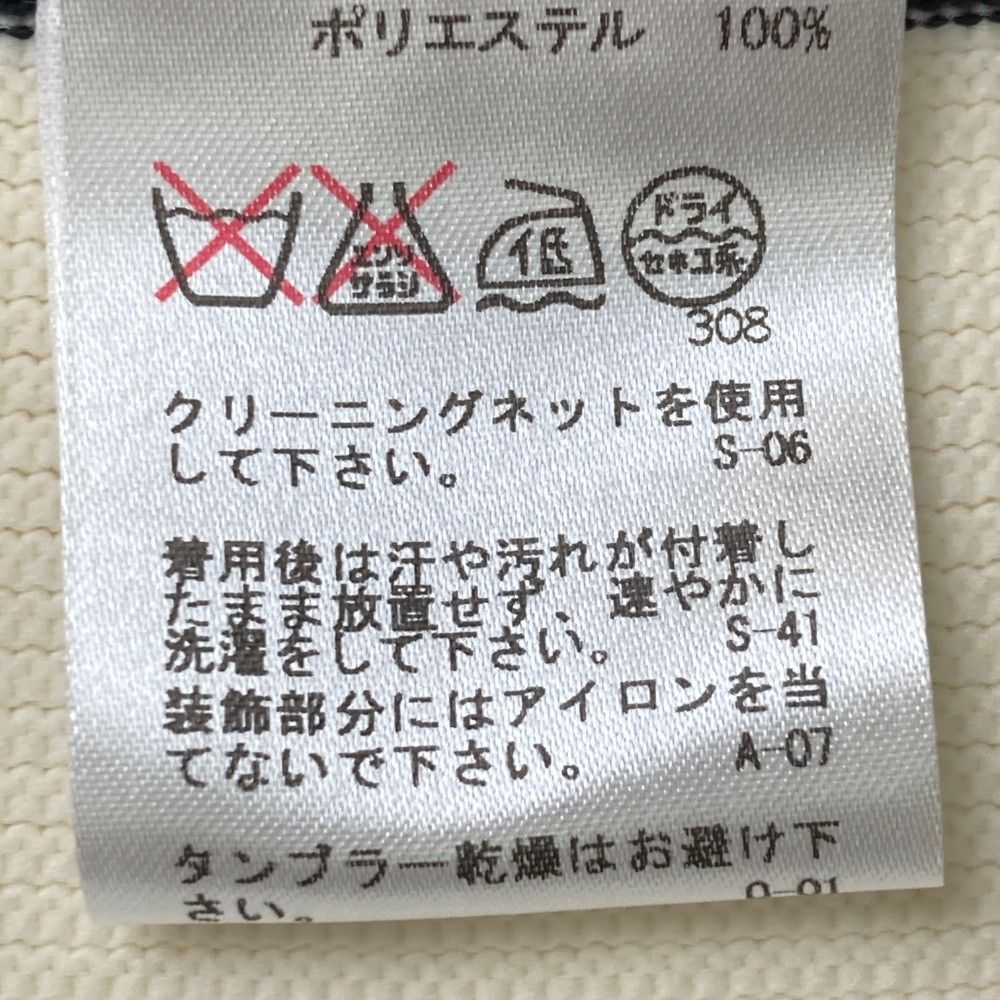 ポリエステル 100%
エンソ
サラシ
低
ドライ
セキユ系
308
クリーニングネットを使用
して下さい。 S-06
着用後は汗や汚れが付着し
たまま放置せず、速やかに
洗濯をして下さい。 S-41
装飾部分にはアイロンを当
てないで下さい。 A-07
タンブラー乾燥はお避け下
さい。